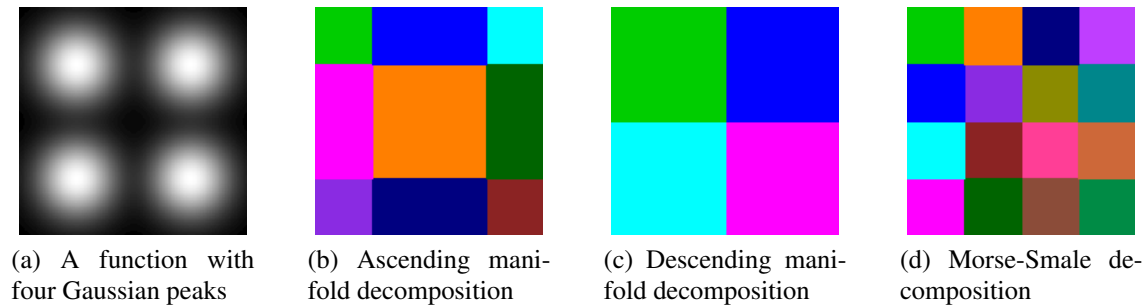 (a) A function with
four Gaussian peaks
(b) Ascending mani-
fold decomposition
(c) Descending mani-
fold decomposition
(d) Morse-Smale de-
composition